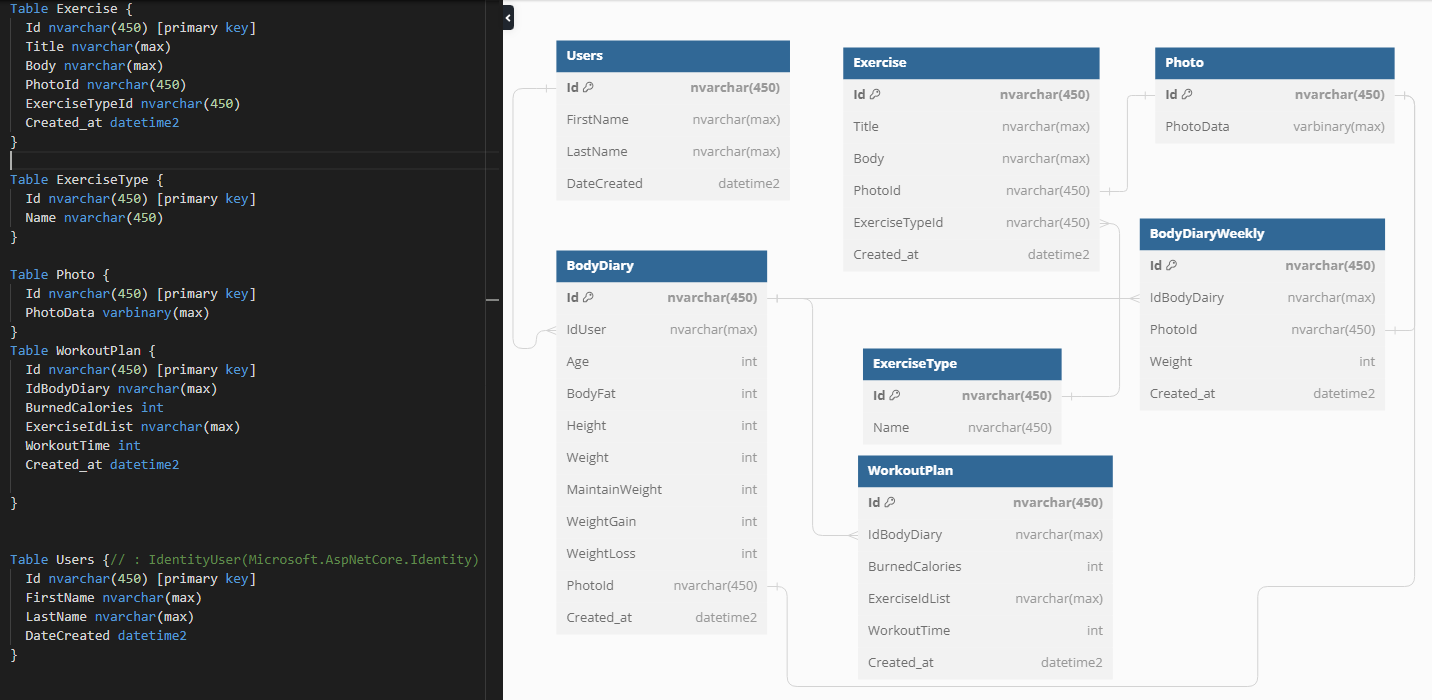 Table Exercise {
Id nvarchar(450) [primary key]
Title nvarchar(max)
Body nvarchar(max)
PhotoId nvarchar(450)
ExerciseTypeId nvarchar(450)
Created_at datetime2
}
Table ExerciseType {
Id nvarchar(450) [primary key]
Name nvarchar(450)
}
Table Photo {
Id nvarchar(450) [primary key]
PhotoData varbinary(max)
}
Table WorkoutPlan {
Id nvarchar(450) [primary key]
IdBodyDiary nvarchar(max)
BurnedCalories int
ExerciseIdList nvarchar(max)
WorkoutTime int
Created_at datetime2
}
Table Users {// : IdentityUser(Microsoft.AspNetCore.Identity)
Id nvarchar(450) [primary key]
FirstName nvarchar(max)
LastName nvarchar(max)
DateCreated datetime2
}
Users
Id nvarchar(450)
FirstName nvarchar(max)
LastName nvarchar(max)
DateCreated datetime2
BodyDiary
Id nvarchar(450)
IdUser nvarchar(max)
Age int
BodyFat int
Height int
Weight int
MaintainWeight int
WeightGain int
WeightLoss int
PhotoId nvarchar(450)
Created_at datetime2
Exercise
Id nvarchar(450)
Title nvarchar(max)
Body nvarchar(max)
PhotoId nvarchar(450)
ExerciseTypeId nvarchar(450)
Created_at datetime2
ExerciseType
Id nvarchar(450)
Name nvarchar(450)
WorkoutPlan
Id nvarchar(450)
IdBodyDiary nvarchar(max)
BurnedCalories int
ExerciseIdList nvarchar(max)
WorkoutTime int
Created_at datetime2
Photo
Id nvarchar(450)
PhotoData varbinary(max)
BodyDiaryWeekly
Id nvarchar(450)
IdBodyDairy nvarchar(max)
PhotoId nvarchar(450)
Weight int
Created_at datetime2